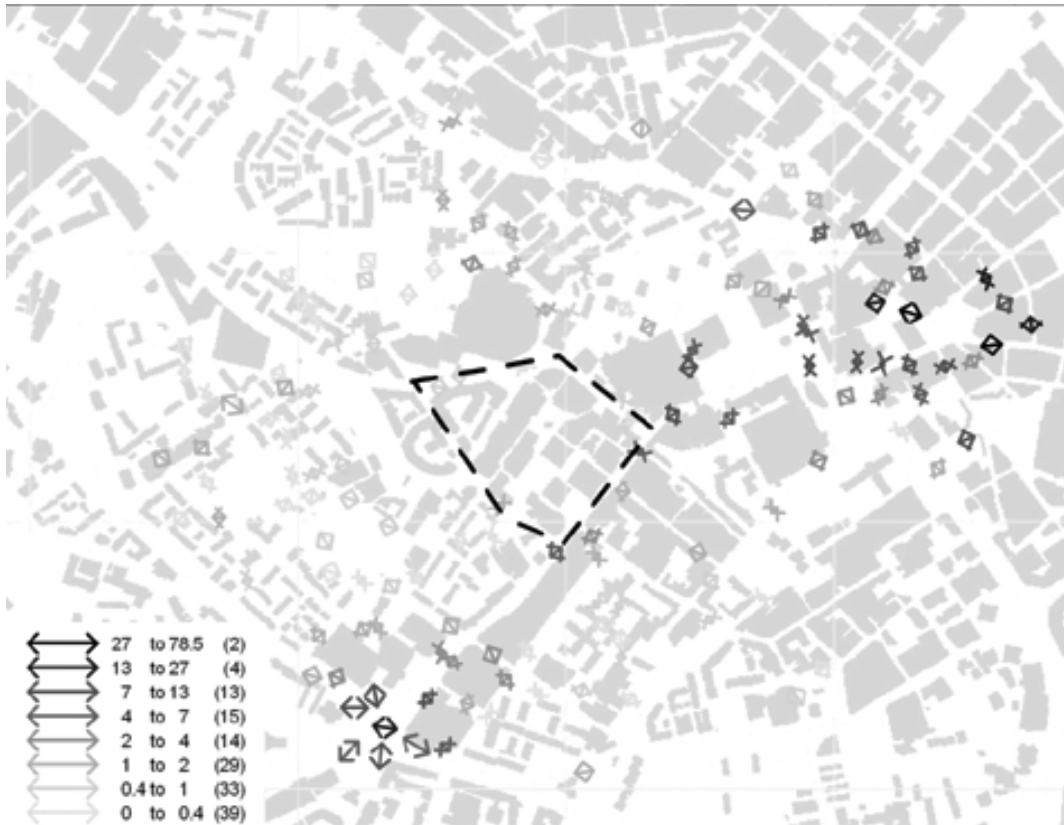 27 to 78.5 (2)
13 to 27 (4)
7 to 13 (13)
4 to 7 (15)
2 to 4 (14)
1 to 2 (29)
0.4 to 1 (33)
0 to 0.4 (39)